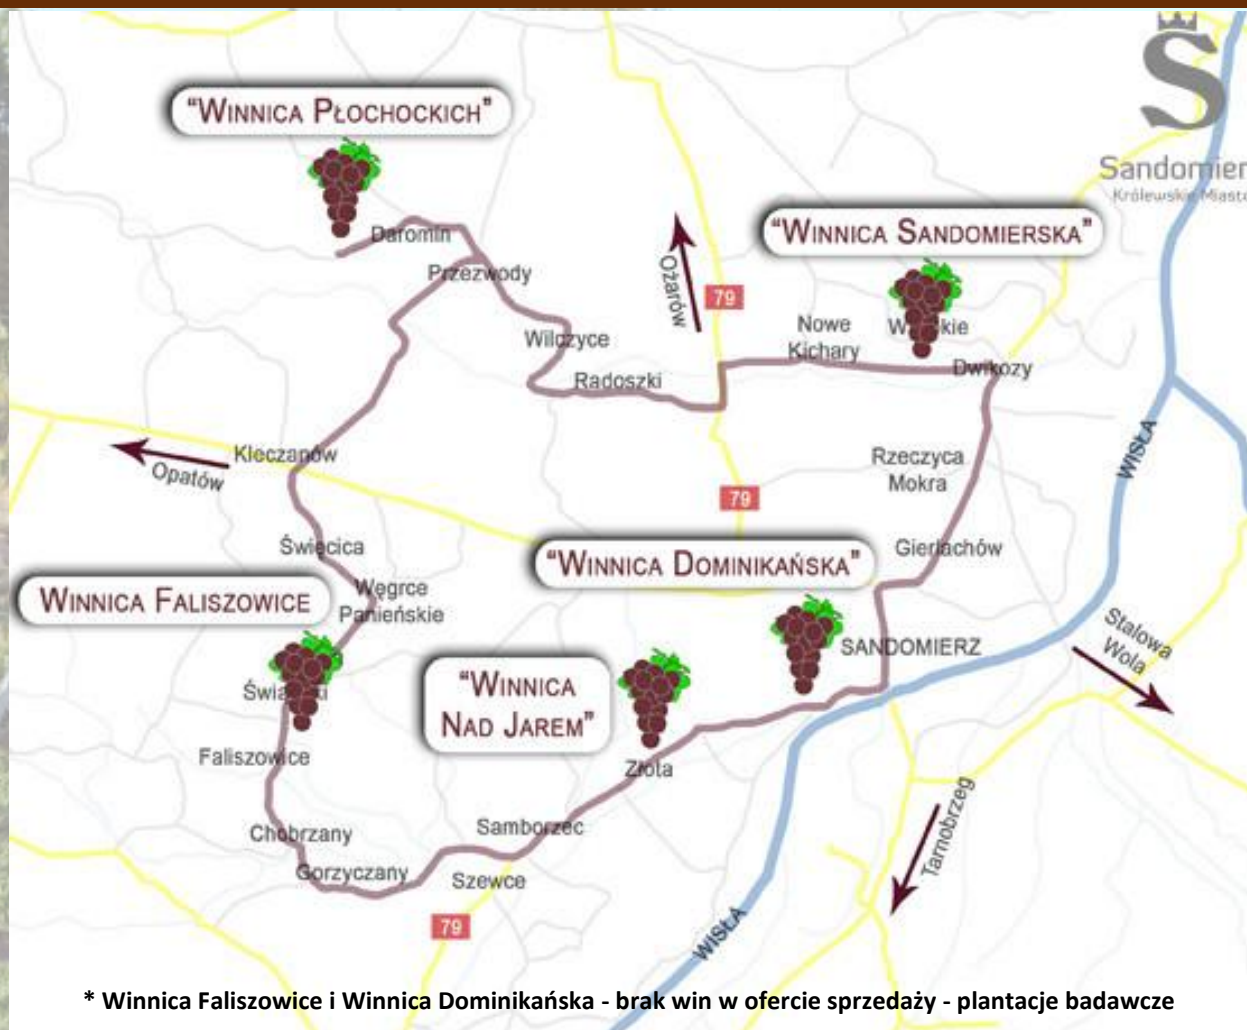 "WINNICA PŁOCHOCKICH"
Sandomier
Królewskie Miasto
"WINNICA SANDOMIERSKA"
Daromin
Przezwody
Ożarów
79
Nowe
Kichary
Wilczyce
Radoszki
Dwikozy
Kleczanów
Opatów
Rzeczyca
Mokra
WISŁA
79
Święcica
Gierlachów
"WINNICA DOMINIKAŃSKA"
WINNICA FALISZOWICE
Węgrce
Panieńskie
SANDOMIERZ
Stalowa
Wola
"WINNICA
NAD JAREM"
Faliszowice
Złota
Tarnobrzeg
Chobrzany
Samborzec
Gorzyczany
Szewce
79
WISŁA
* Winnica Faliszowice i Winnica Dominikańska - brak win w ofercie sprzedaży - plantacje badawcze